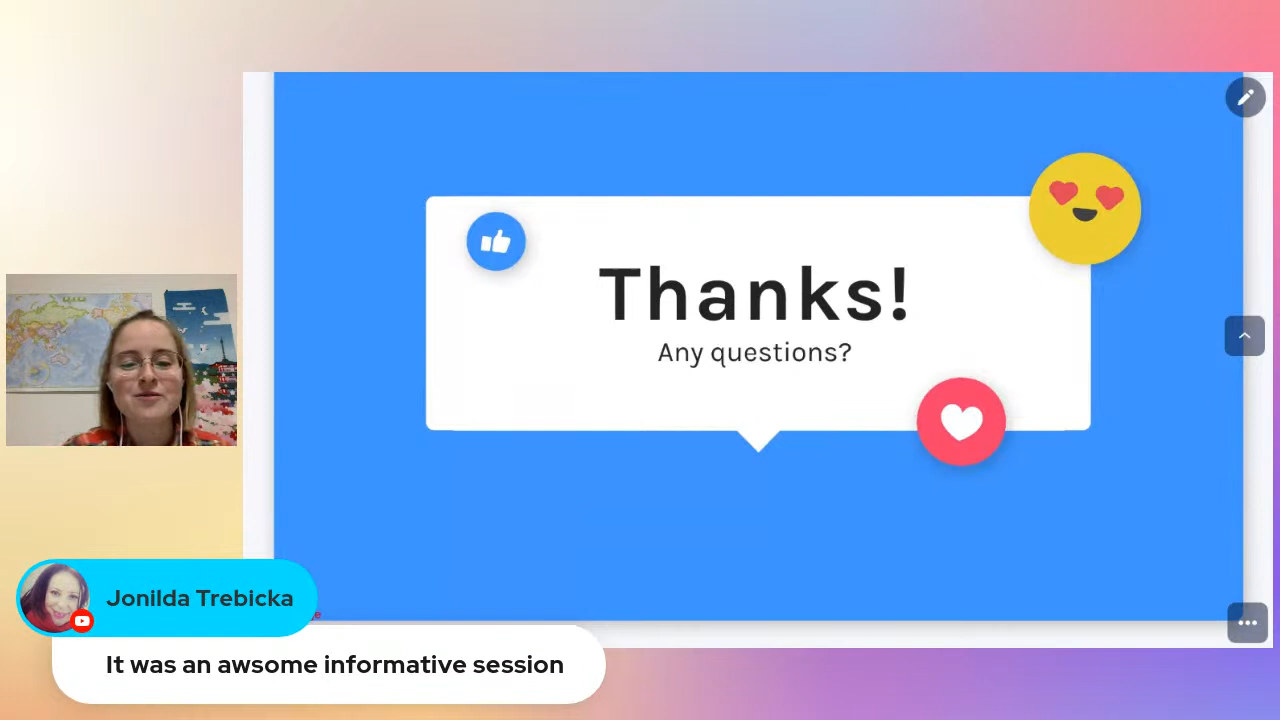 Thanks!
Any questions?
Jonilda Trebicka
It was an awsome informative session